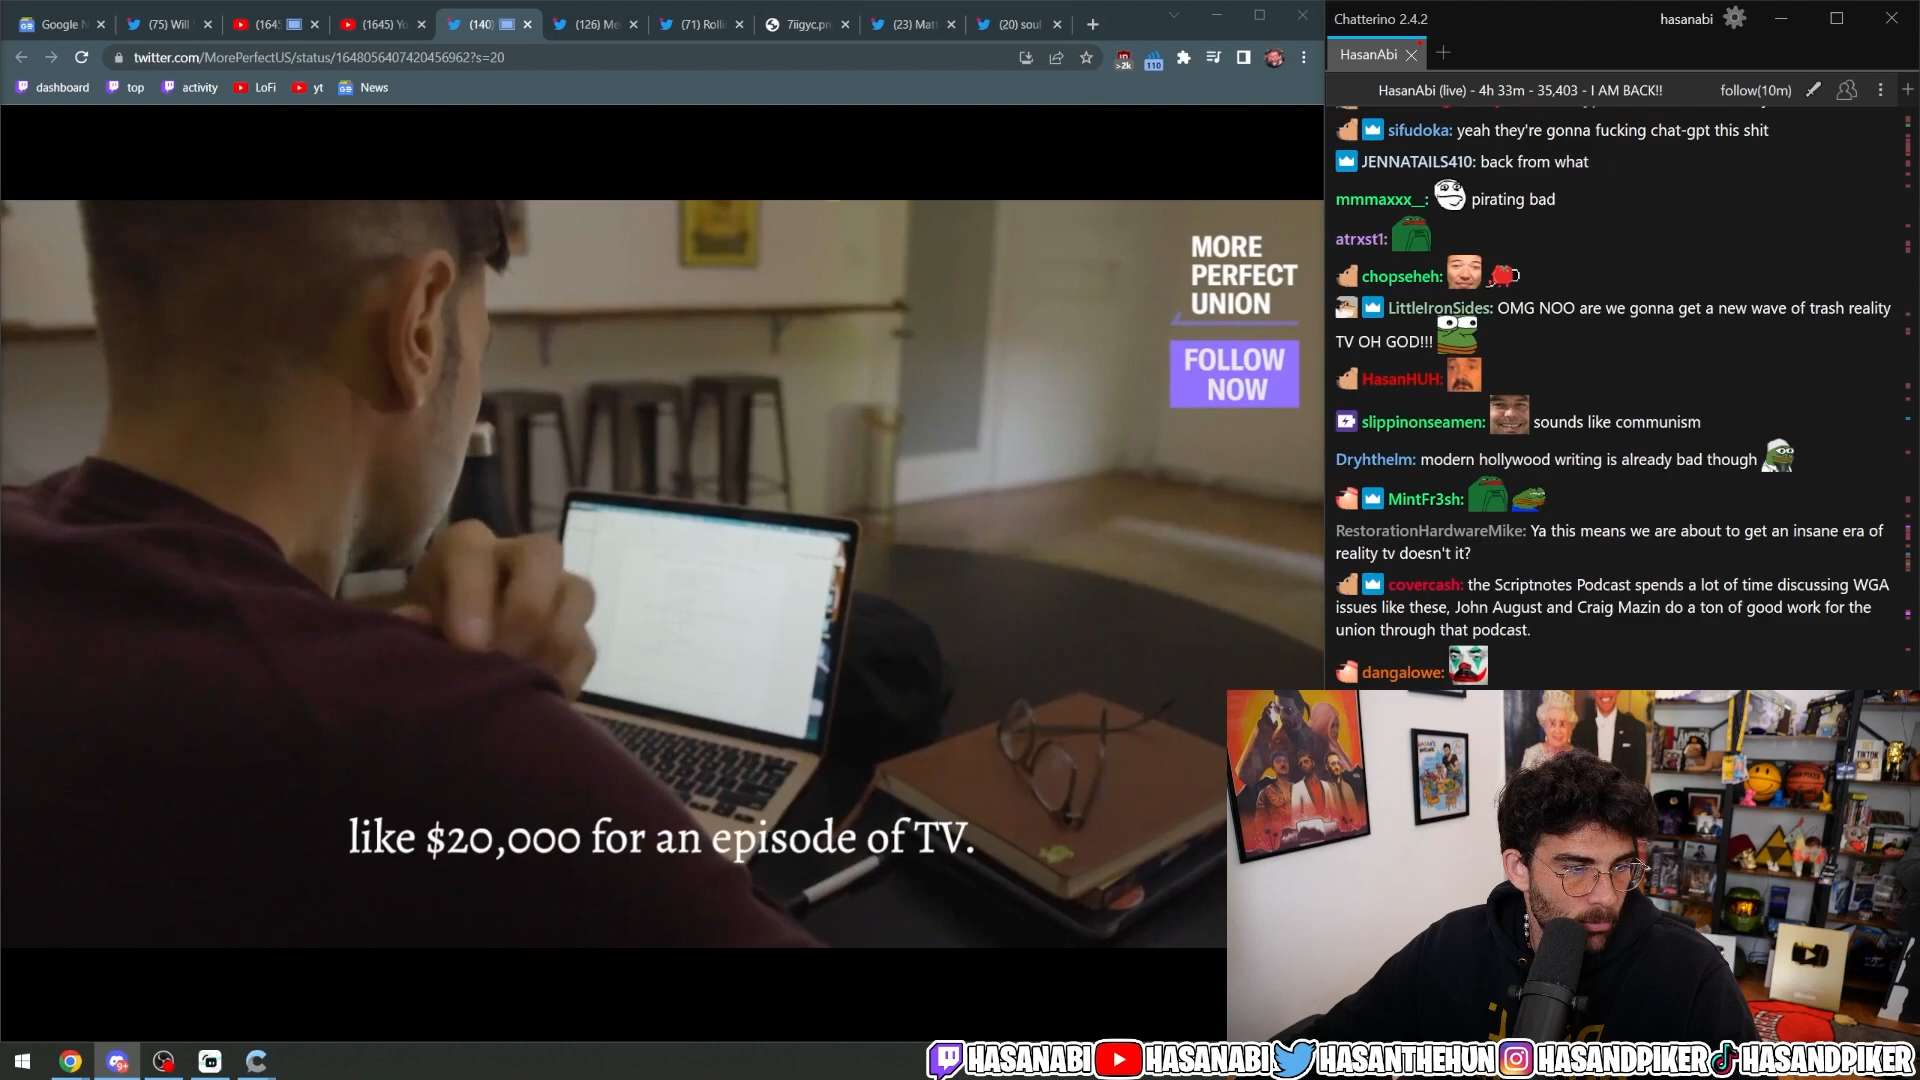 Google N
(75) Will
(1645
(1645) Yo
(140)
(126) Me
(71) Rolli
7iigyc.pn
(23) Matt
(20) soul
twitter.com/MorePerfectUS/status/1648056407420456962?s=20
>2k
110
dashboard
top
activity
LoFi
yt
News
MORE
PERFECT
UNION
FOLLOW
NOW
like $20,000 for an episode of TV.
Chatterino 2.4.2
hasanabi
HasanAbi
HasanAbi (live) - 4h 33m - 35,403 - I AM BACK!!
follow(10m)
sifudoka: yeah they're gonna fucking chat-gpt this shit
JENNATAILS410: back from what
mmmaxxx__: pirating bad
atrxst1:
chopseheh:
LittleIronSides: OMG NOO are we gonna get a new wave of trash reality
TV OH GOD!!!
HasanHUH:
slippinonseamen: sounds like communism
Dryhthelm: modern hollywood writing is already bad though
MintFr3sh:
RestorationHardwareMike: Ya this means we are about to get an insane era of
reality tv doesn't it?
covercash: the Scriptnotes Podcast spends a lot of time discussing WGA
issues like these, John August and Craig Mazin do a ton of good work for the
union through that podcast.
dangalowe:
HASANABI HASANABI HASANTHEHUN HASANDPIKER HASANDPIKER